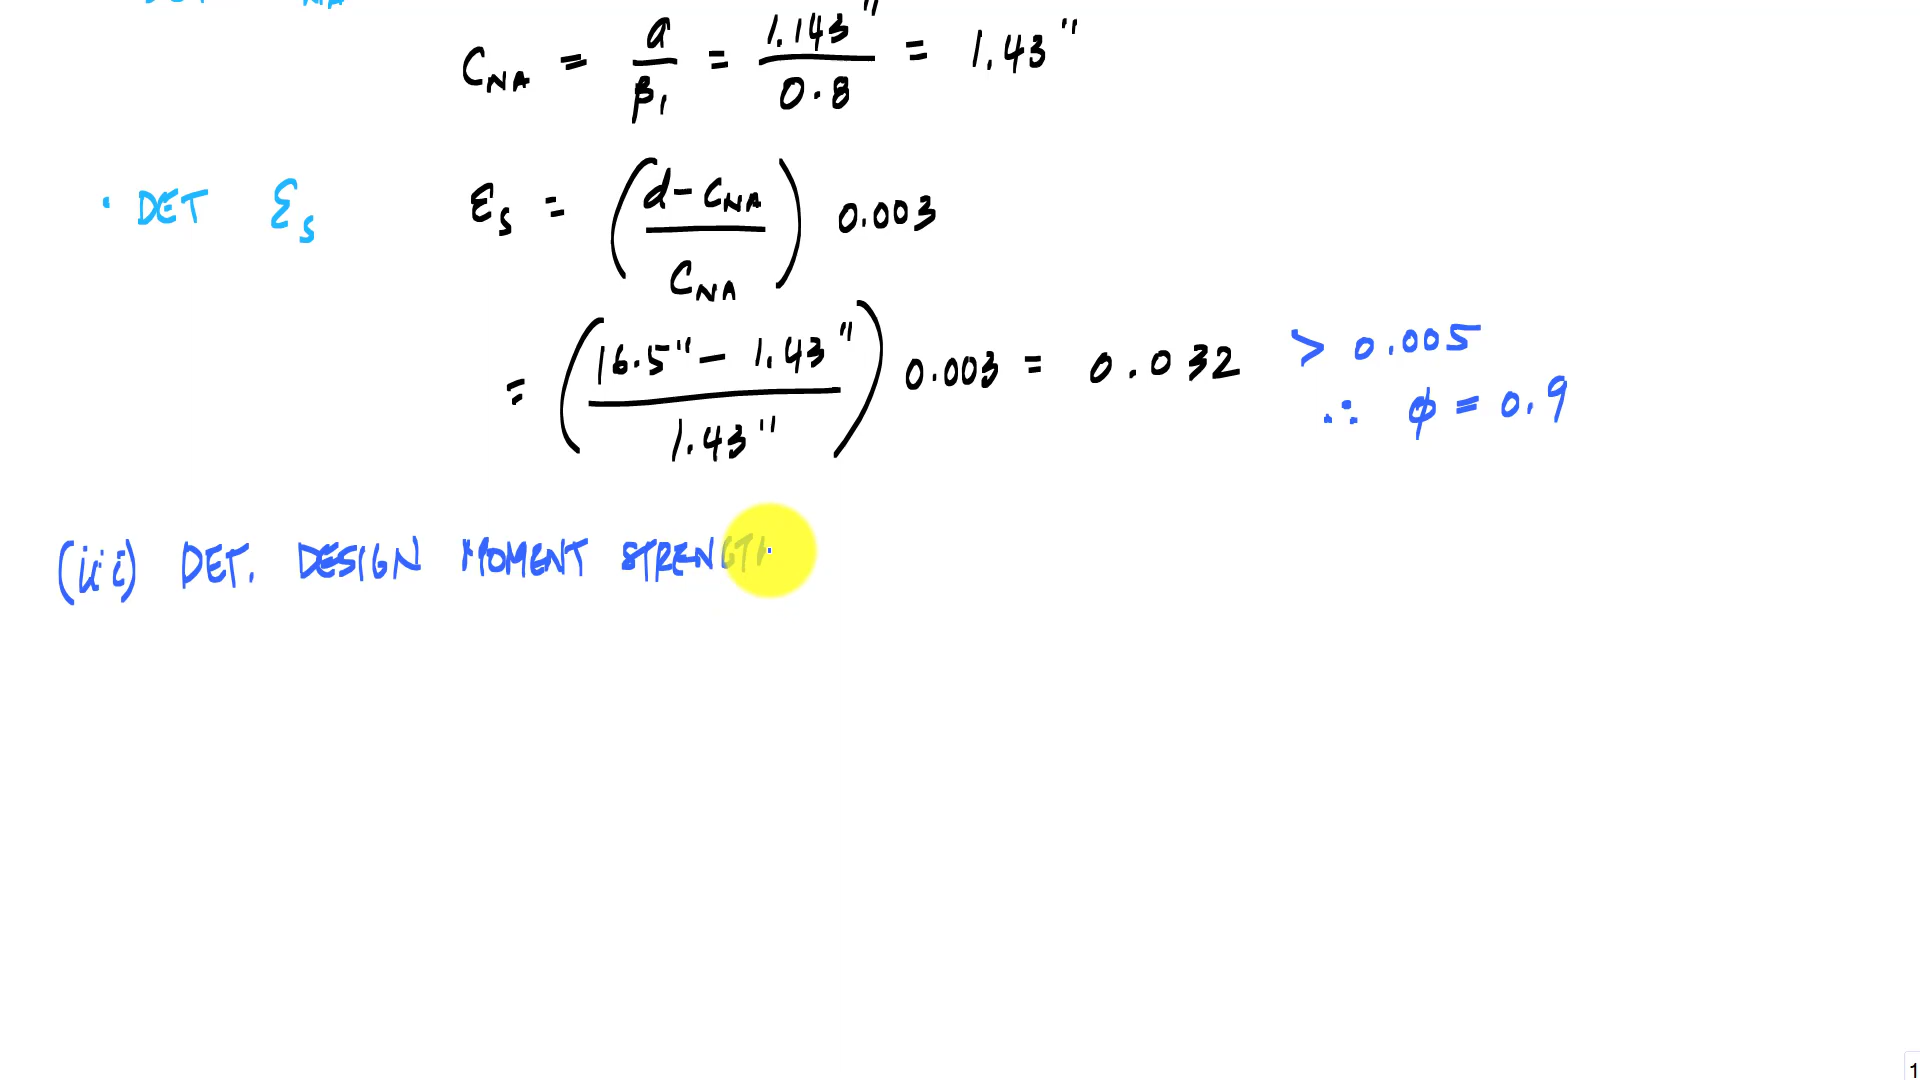 C_NA = a/β₁ = 1.143"/0.8 = 1.43"
· DET ε_s    ε_s = ((d - C_NA)/C_NA) 0.003
= ((16.5" - 1.43")/1.43") 0.003 = 0.032 > 0.005
∴ φ = 0.9
(iii) DET. DESIGN MOMENT STRENGTH
1